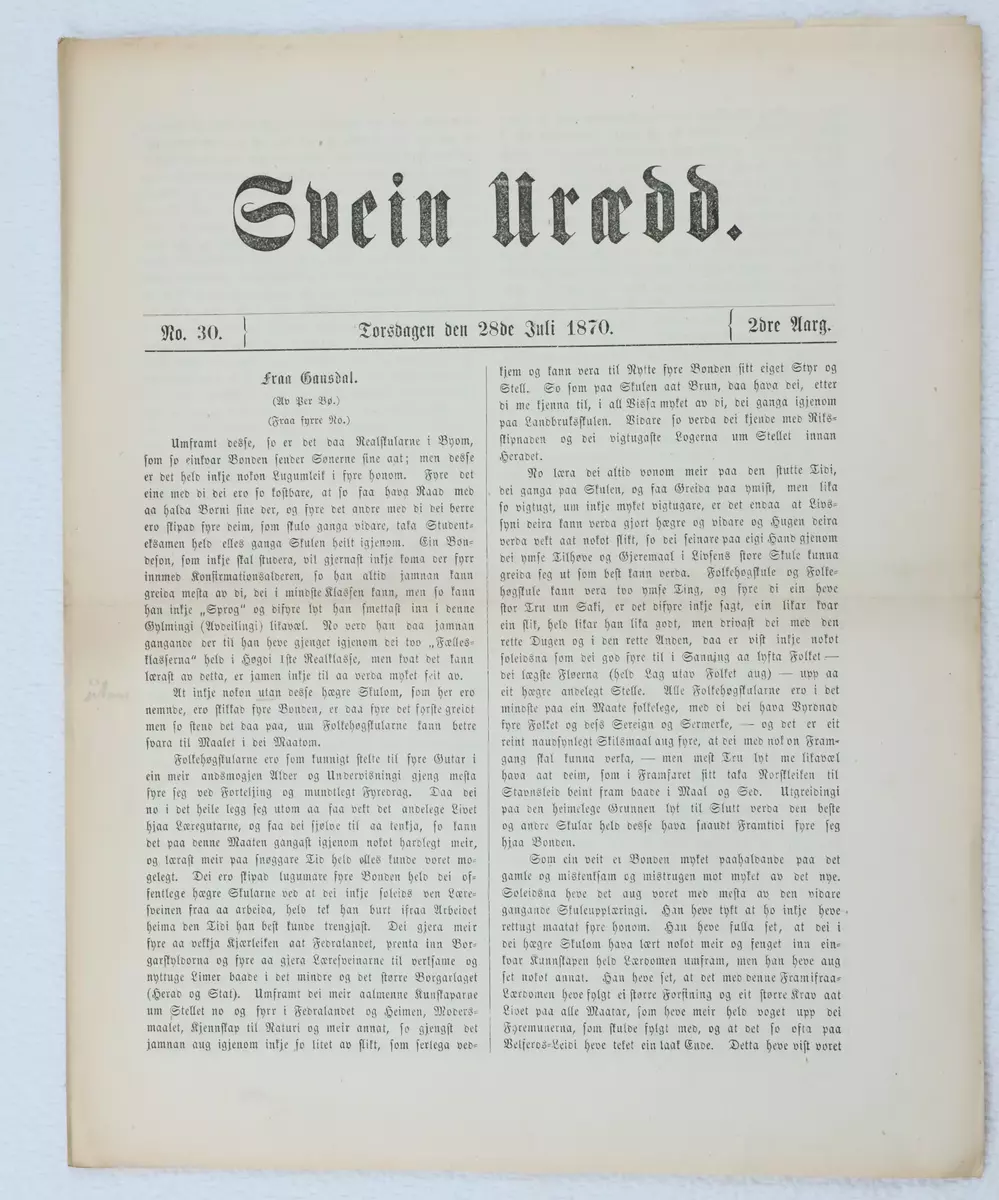 Svein Urædd.
No. 30.
Torsdagen den 28de Juli 1870.
2dre Aarg.
Fraa Gausdal.
(Av Per Bø.)
(Fraa fyrre No.)
Umframt desse, so er det daa Realskularne i Byom,
som so einkvar Bonden sender Sønerne sine aat; men desse
er det held inkje nokon Lugumleik i fyre honom. Fyre det
eine med di dei ero so kostbare, at so faa hava Raad med
aa halda Borni sine der, og fyre det andre med di dei herre
ero skipad fyre deim, som skulo ganga vidare, taka Student-
eksamen held elles ganga Skulen heilt igjenom. Ein Bon-
deson, som inkje skal studera, vil gjernast inkje koma der fyrr
innmed Konfirmationsalderen, so han altid jamnan kann
greida mesta av di, dei i mindste Klassen kann, men so kann
han inkje „Sprog" og difyre lyt han smettast inn i denne
Gylmingi (Avdeilingi) likavæl. No verd han daa jamnan
gangande der til han heve gjenget igjenom dei tvo „Fælles-
klasserna" held i Høgdi 1ste Realklasse, men kvat det kann
lærast av detta, er jamen inkje til aa verda myket feit av.
At inkje nokon utan desse hægre Skulom, som her ero
nemnde, ero skikkad fyre Bonden, er daa fyre det forste greidt
men so stend det daa paa, um Folkehøgskularne kann betre
svara til Maalet i dei Maatom.
Folkehøgskularne ero som kunnigt stelte til fyre Gutar i
ein meir andsmogjen Alder og Undervisningi gjeng mesta
fyre seg ved Forteljing og mundtlegt Fyredrag. Daa dei
no i det heile legg seg utom aa faa vekt det andelege Livet
hjaa Læregutarne, og faa dei sjølve til aa tenkja, so kann
det paa denne Maaten gangast igjenom nokot hardlegt meir,
og lærast meir paa snøggare Tid held elles kunde voret mo-
gelegt. Dei ero skipad lugumare fyre Bonden held dei of-
fentlege hægre Skularne ved at dei inkje soleids ven Lære-
sveinen fraa aa arbeida, held tek han burt ifraa Arbeidet
heima den Tidi han best kunde trengjast. Dei gjera meir
fyre aa vekkja Kjærleiken aat Fedralandet, prenta inn Bor-
garskyldorna og fyre aa gjera Læresveinarne til verksame og
nyttuge Limer baade i det mindre og det større Borgarlaget
(Herad og Stat). Umframt dei meir aalmenne Kunskaparne
um Stellet no og fyrr i Fedralandet og Heimen, Moders-
maalet, Kjennskap til Naturi og meir annat, so gjengst det
jamnan aug igjenom inkje so litet av slikt, som serlega ved-
kjem og kann vera til Nytte fyre Bonden sitt eiget Styr og
Stell. So som paa Skulen aat Brun, daa hava dei, etter
di me kjenna til, i all Vissa myket av di, dei ganga igjenom
paa Landbruksskulen. Vidare so verda dei kjende med Riks-
skipnaden og dei vigtugaste Logerna um Stellet innan
Heradet.
No læra dei altid vonom meir paa den stutte Tidi,
dei ganga paa Skulen, og faa Greida paa ymist, men lika
so vigtugt, um inkje myket vigtugare, er det endaa at Livs-
syni deira kann verda gjort hægre og vidare og Hugen deira
verda vekt aat nokot slikt, so dei seinare paa eigi Hand gjenom
dei ymse Tilhøve og Gjeremaal i Livsens store Skule kunna
greida seg ut som best kann verda. Folkehøgskule og Folke-
høgskule kann vera tvo ymse Ting, og fyre di ein heve
stor Tru um Saki, er det difyre inkje sagt, ein likar kvar
ein slik, held likar han lika godt, men drivast dei med den
rette Dugen og i den rette Anden, daa er vist inkje nokot
soleidsna som dei god fyre til i Sanning aa lyfta Folket —
dei lægste Fløerna (held Lag utav Folket aug) — upp aa
eit hægre andelegt Stelle. Alle Folkehøgskularne ero i det
mindste paa ein Maate folkelege, med di dei hava Vyrdnad
fyre Folket og dess Sereign og Sermerke, — og det er eit
reint naudsynlegt Skilsmaal aug fyre, at dei med nokon Fram-
gang skal kunna verka, — men mest Tru lyt me likavæl
hava aat deim, som i Framfaret sitt taka Norskleiken til
Stavnsleid beint fram baade i Maal og Sed. Utgreidingi
paa den heimelege Grunnen lyt til Slutt verda den beste
og andre Skular held desse hava snaudt Framtidi fyre seg
hjaa Bonden.
Som ein veit er Bonden myket paahaldande paa det
gamle og mistenksam og mistrugen mot myket av det nye.
Soleidsna heve det aug voret med mesta av den vidare
gangande Skuleupplæringi. Han heve tykt at ho inkje heve
rettugt maatat fyre honom. Han heve fulla set, at dei i
dei hægre Skulom hava lært nokot meir og fenget inn ein-
kvar Kunnskapen held Lærdomen umfram, men han heve aug
set nokot annat. Han heve set, at det med denne Framifraa-
Lærdomen heve fylgt ei større Forfining og eit større Krav aat
Livet paa alle Maatar, som heve meir held voget upp dei
Fyremunerna, som skulde fylgt med, og at det so ofta paa
Velferds-Leidi heve teket ein laak Ende. Detta heve vist voret